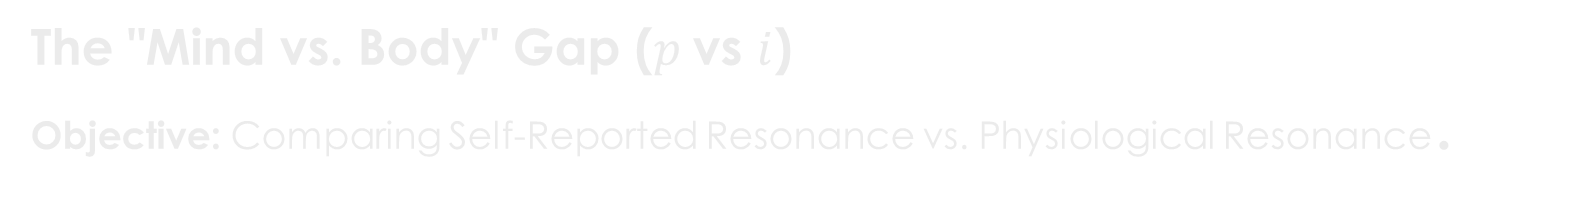 The "Mind vs. Body" Gap (𝑝 vs 𝑖)
Objective: Comparing Self-Reported Resonance vs. Physiological Resonance.